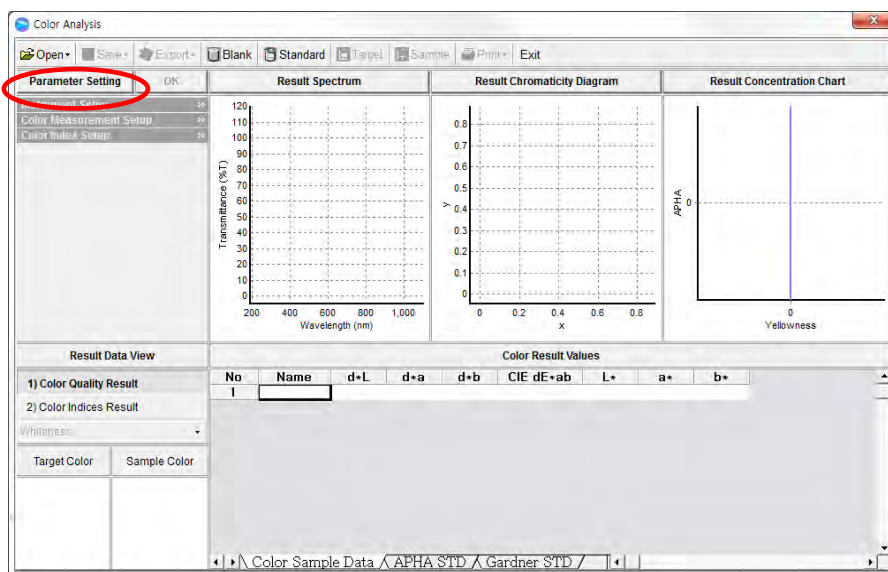 Color Analysis
Open Save Export Blank Standard Target Sample Print Exit
Parameter Setting OK
Result Spectrum
Result Chromaticity Diagram
Result Concentration Chart
Instrument Setup »
Color Measurement Setup »
Color Index Setup »
Transmittance (%T)
120
110
100
90
80
70
60
50
40
30
20
10
0
200 400 600 800 1,000
Wavelength (nm)
y
0.8
0.7
0.6
0.5
0.4
0.3
0.2
0.1
0
0 0.2 0.4 0.6 0.8
x
APHA
0
0
Yellowness
Result Data View
Color Result Values
1) Color Quality Result
2) Color Indices Result
Whiteness
Target Color Sample Color
No Name d*L d*a d*b CIE dE*ab L* a* b*
1
Color Sample Data APHA STD Gardner STD